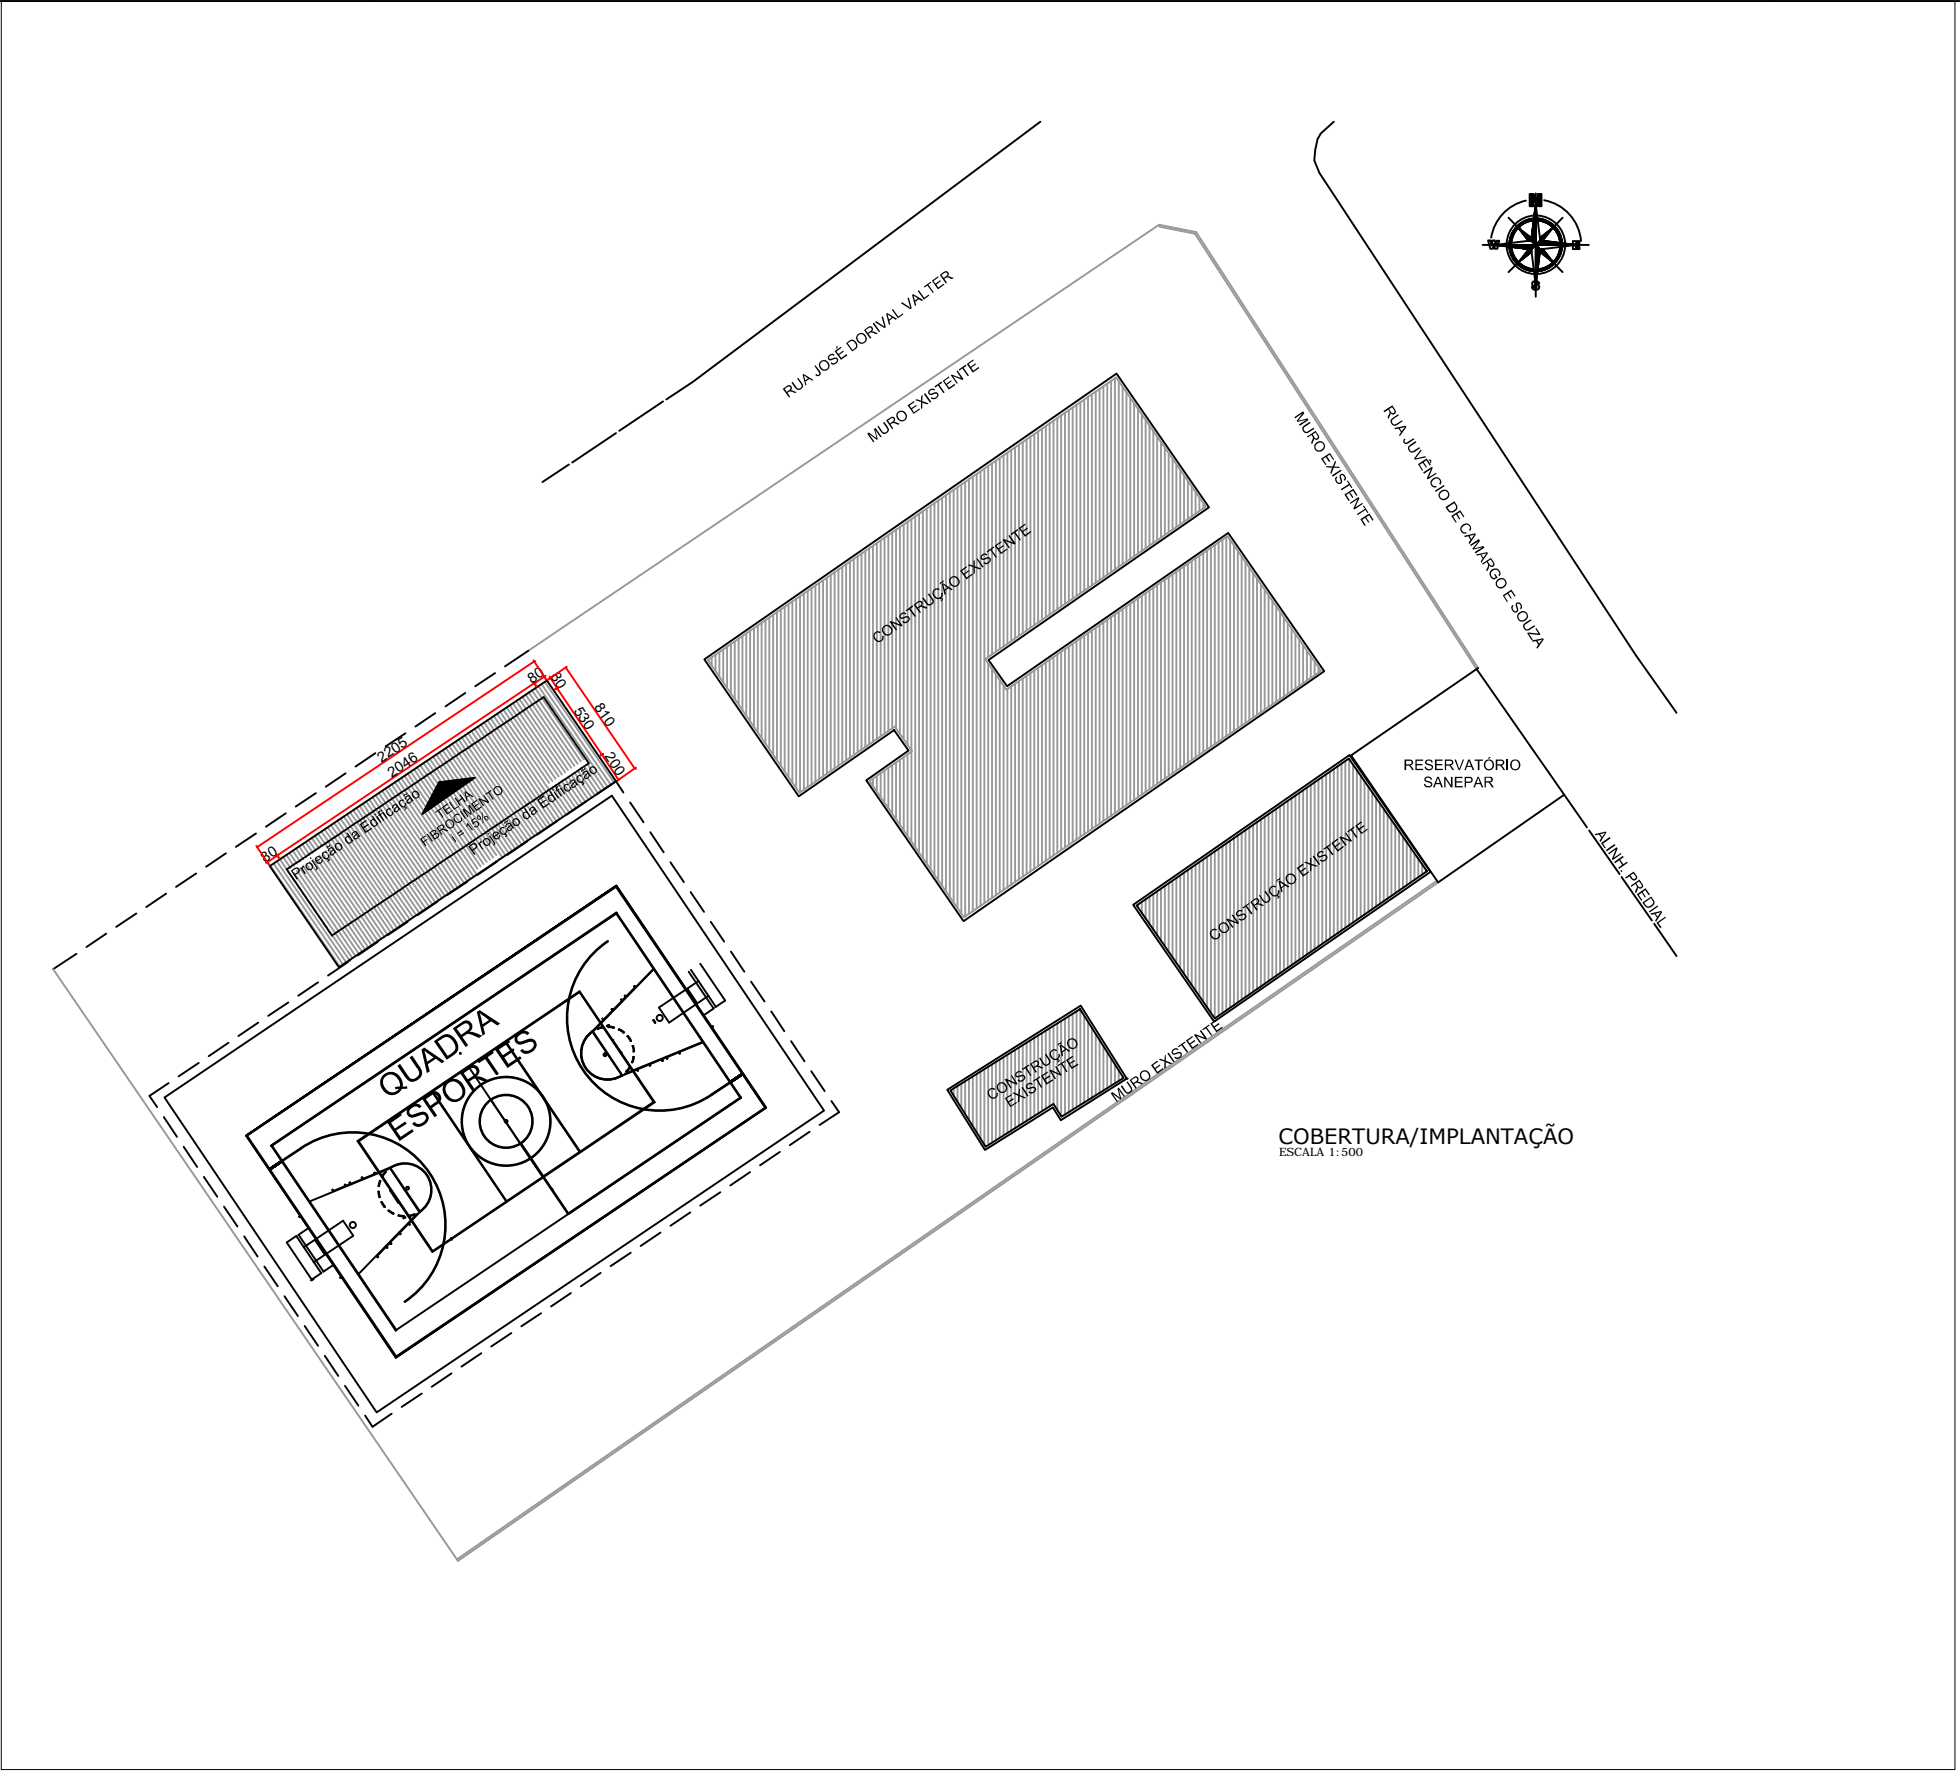 N
W
E
S
RUA JOSÉ DORIVAL VALTER
MURO EXISTENTE
MURO EXISTENTE
RUA JUVÊNCIO DE CAMARGO E SOUZA
CONSTRUÇÃO EXISTENTE
80
80
2205
2046
530
810
200
80
Projeção da Edificação
TELHA
FIBROCIMENTO
i = 15%
Projeção da Edificação
RESERVATÓRIO
SANEPAR
ALINH. PREDIAL
CONSTRUÇÃO EXISTENTE
QUADRA
ESPORTES
CONSTRUÇÃO
EXISTENTE
MURO EXISTENTE
COBERTURA/IMPLANTAÇÃO
ESCALA 1:500